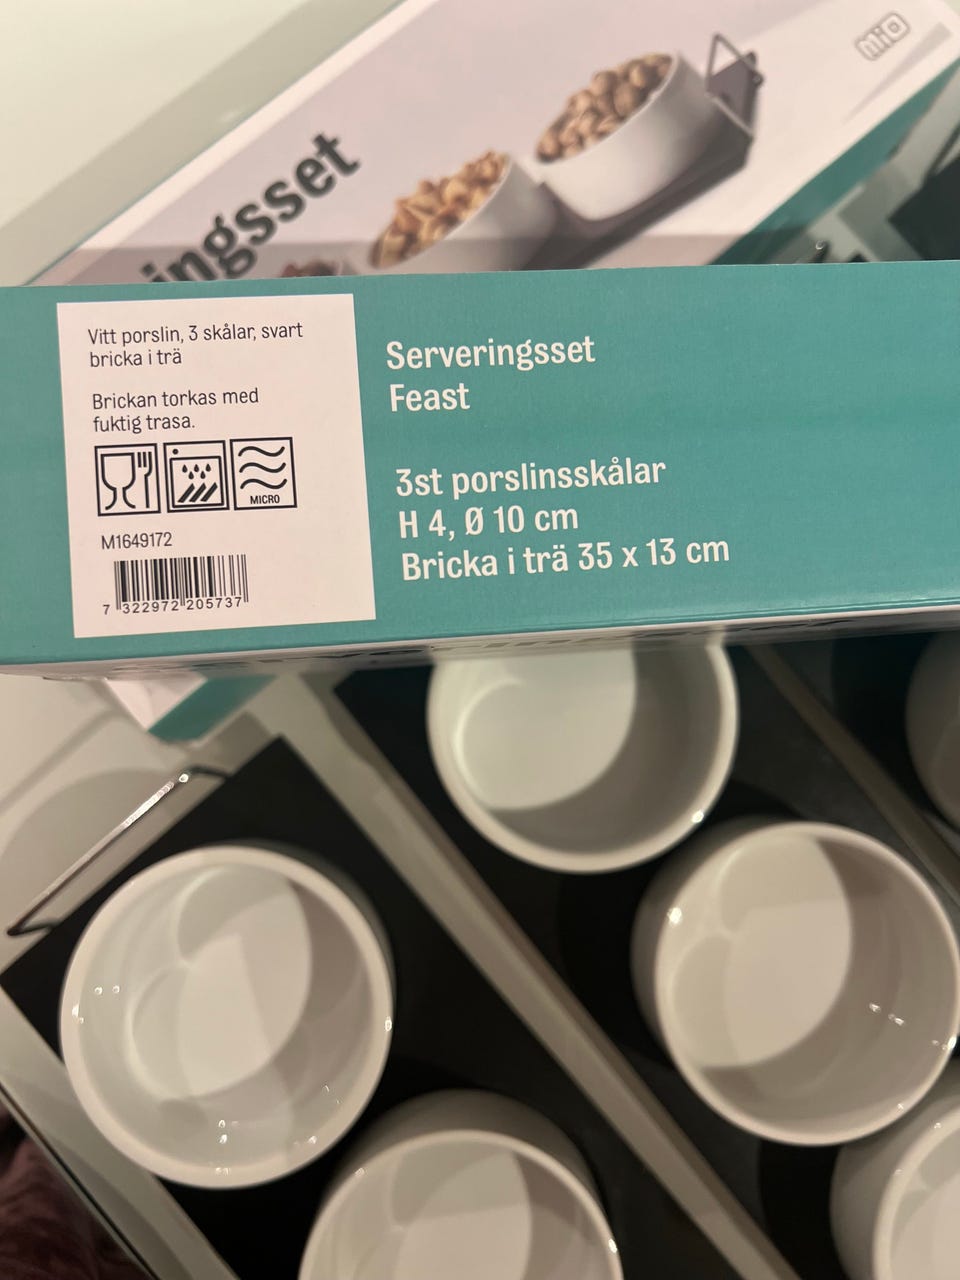 mio
ingsset
Vitt porslin, 3 skålar, svart
bricka i trä
Brickan torkas med
fuktig trasa.
MICRO
M1649172
7 322972 205737
Serveringsset
Feast
3st porslinsskålar
H 4, Ø 10 cm
Bricka i trä 35 x 13 cm